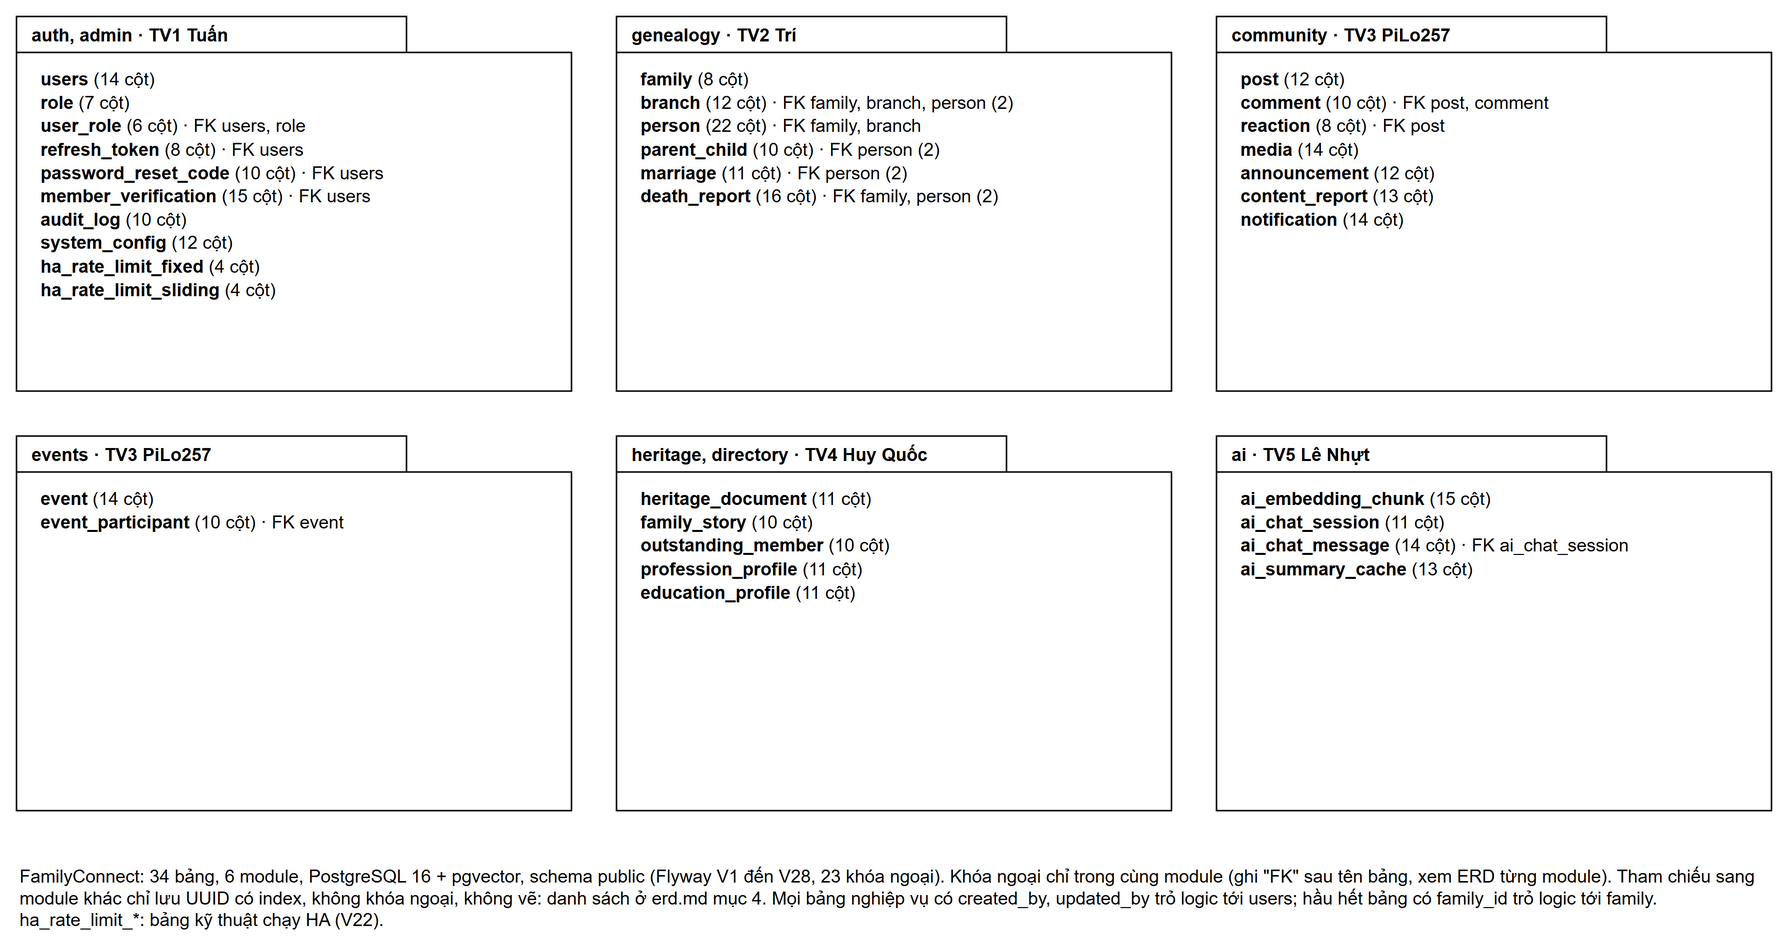 auth, admin · TV1 Tuấn
users (14 cột)
role (7 cột)
user_role (6 cột) · FK users, role
refresh_token (8 cột) · FK users
password_reset_code (10 cột) · FK users
member_verification (15 cột) · FK users
audit_log (10 cột)
system_config (12 cột)
ha_rate_limit_fixed (4 cột)
ha_rate_limit_sliding (4 cột)
genealogy · TV2 Trí
family (8 cột)
branch (12 cột) · FK family, branch, person (2)
person (22 cột) · FK family, branch
parent_child (10 cột) · FK person (2)
marriage (11 cột) · FK person (2)
death_report (16 cột) · FK family, person (2)
community · TV3 PiLo257
post (12 cột)
comment (10 cột) · FK post, comment
reaction (8 cột) · FK post
media (14 cột)
announcement (12 cột)
content_report (13 cột)
notification (14 cột)
events · TV3 PiLo257
event (14 cột)
event_participant (10 cột) · FK event
heritage, directory · TV4 Huy Quốc
heritage_document (11 cột)
family_story (10 cột)
outstanding_member (10 cột)
profession_profile (11 cột)
education_profile (11 cột)
ai · TV5 Lê Nhựt
ai_embedding_chunk (15 cột)
ai_chat_session (11 cột)
ai_chat_message (14 cột) · FK ai_chat_session
ai_summary_cache (13 cột)
FamilyConnect: 34 bảng, 6 module, PostgreSQL 16 + pgvector, schema public (Flyway V1 đến V28, 23 khóa ngoại). Khóa ngoại chỉ trong cùng module (ghi "FK" sau tên bảng, xem ERD từng module). Tham chiếu sang
module khác chỉ lưu UUID có index, không khóa ngoại, không vẽ: danh sách ở erd.md mục 4. Mọi bảng nghiệp vụ có created_by, updated_by trỏ logic tới users; hầu hết bảng có family_id trỏ logic tới family.
ha_rate_limit_*: bảng kỹ thuật chạy HA (V22).